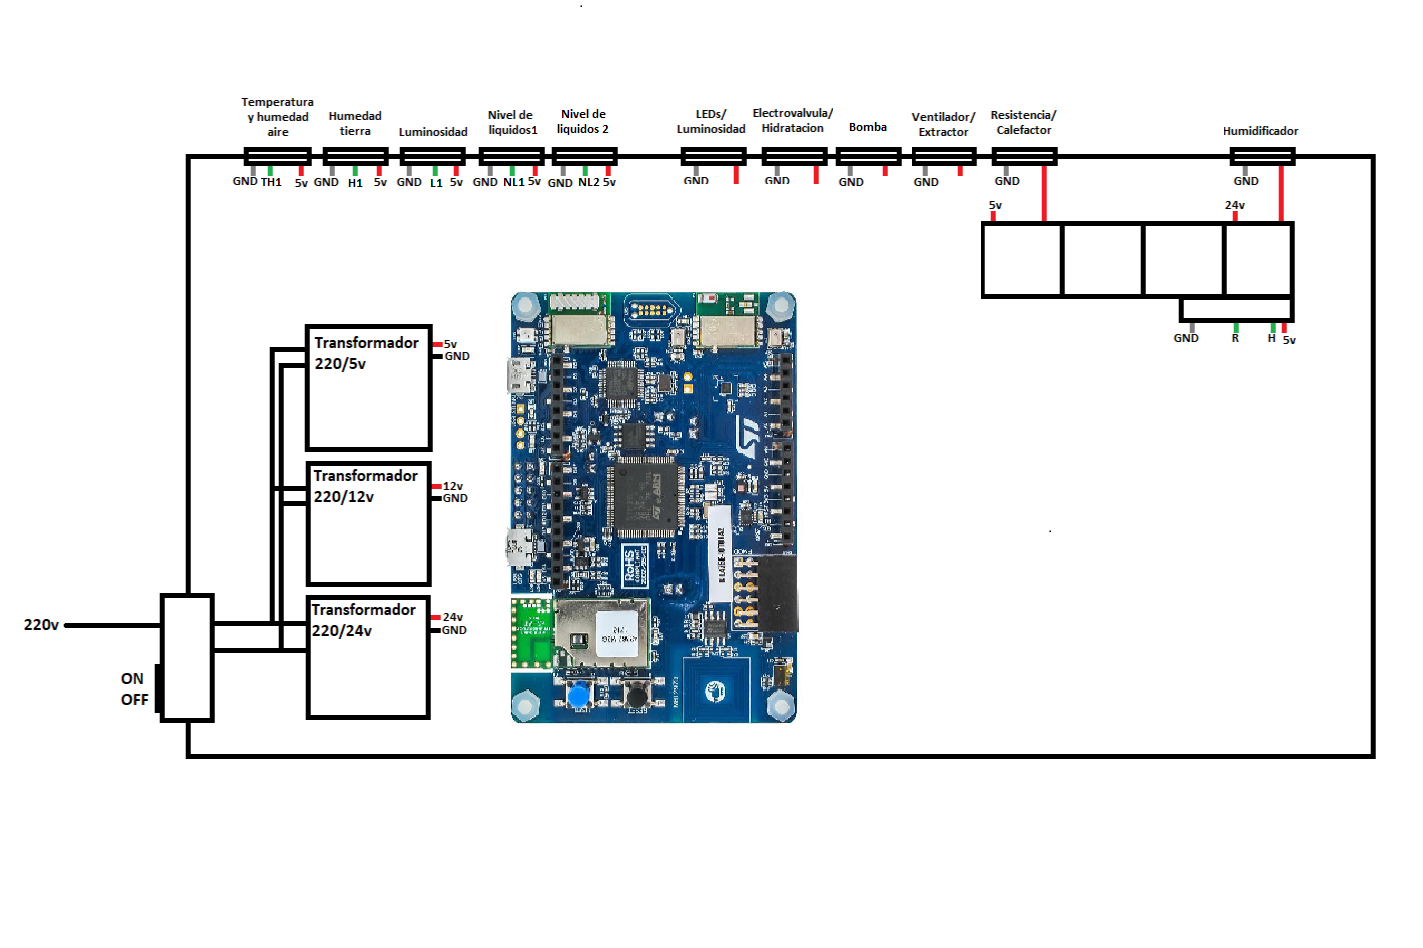 Temperatura
y humedad
aire
Humedad
tierra
Luminosidad
Nivel de
liquidos1
Nivel de
liquidos 2
LEDs/
Luminosidad
Electrovalvula/
Hidratacion
Bomba
Ventilador/
Extractor
Resistencia/
Calefactor
Humidificador
GND TH1 5v
GND H1 5v
GND L1 5v
GND NL1 5v
GND NL2 5v
GND
GND
GND
GND
GND
GND
5v
24v
GND R H 5v
Transformador
220/5v
5v
GND
Transformador
220/12v
12v
GND
Transformador
220/24v
24v
GND
220v
ON
OFF
RoHS
ARM
RESET